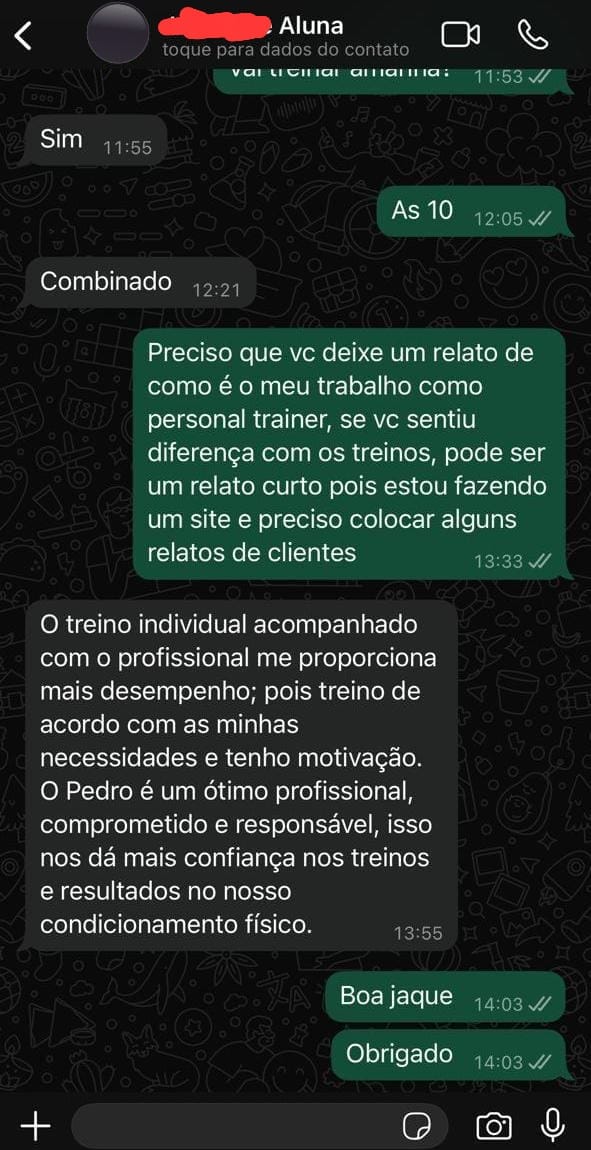 Aluna
toque para dados do contato
Vai treinar amanhã?
11:53
Sim
11:55
As 10
12:05
Combinado
12:21
Preciso que vc deixe um relato de
como é o meu trabalho como
personal trainer, se vc sentiu
diferença com os treinos, pode ser
um relato curto pois estou fazendo
um site e preciso colocar alguns
relatos de clientes
13:33
O treino individual acompanhado
com o profissional me proporciona
mais desempenho; pois treino de
acordo com as minhas
necessidades e tenho motivação.
O Pedro é um ótimo profissional,
comprometido e responsável, isso
nos dá mais confiança nos treinos
e resultados no nosso
condicionamento físico.
13:55
Boa jaque
14:03
Obrigado
14:03